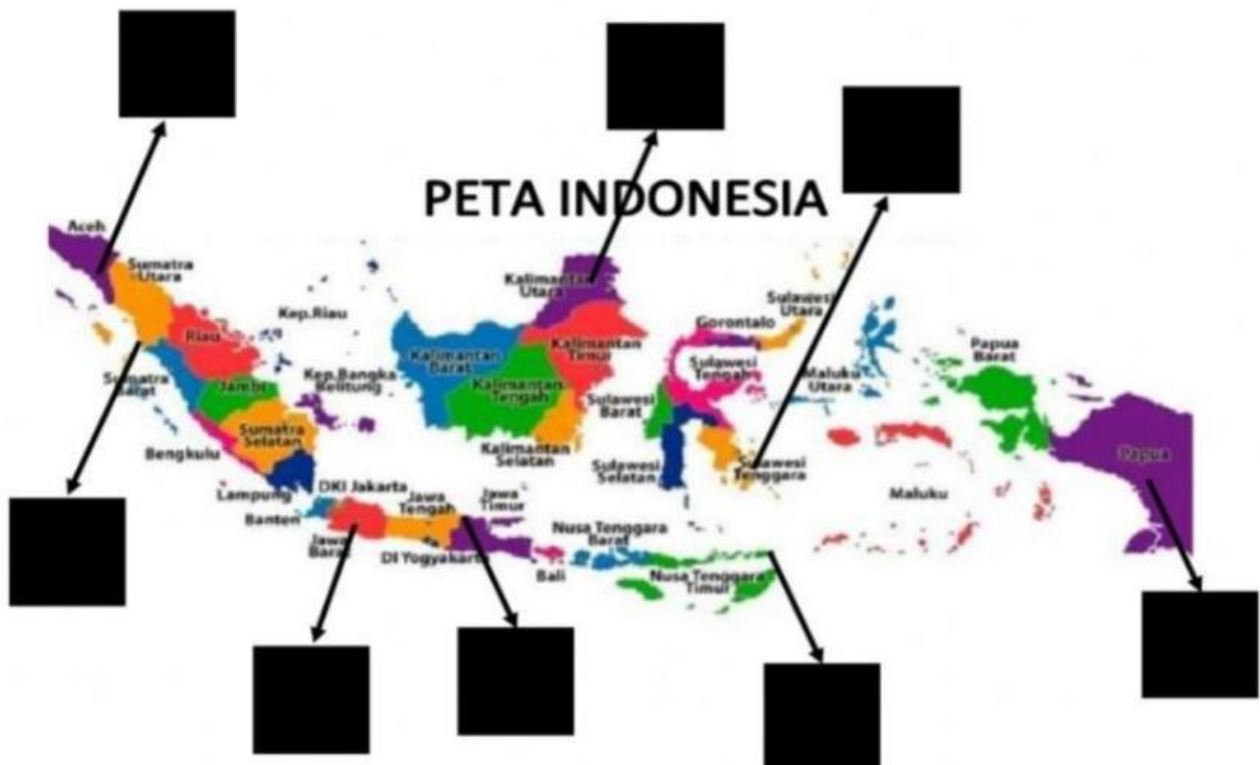 PETA INDONESIA
Aceh
Sumatra
Utara
Kep.Riau
Riau
Sumatra
Barat
Jambi
Kep.Bangka
Belitung
Sumatra
Selatan
Bengkulu
Lampung
Kalimantan
Utara
Kalimantan
Barat
Kalimantan
Timur
Kalimantan
Tengah
Kalimantan
Selatan
Sulawesi
Utara
Gorontalo
Sulawesi
Tengah
Sulawesi
Barat
Sulawesi
Selatan
Sulawesi
Tenggara
Maluku
Utara
Papua
Barat
Papua
Maluku
DKI Jakarta
Banten
Jawa
Barat
Jawa
Tengah
DI Yogyakarta
Jawa
Timur
Bali
Nusa Tenggara
Barat
Nusa Tenggara
Timur